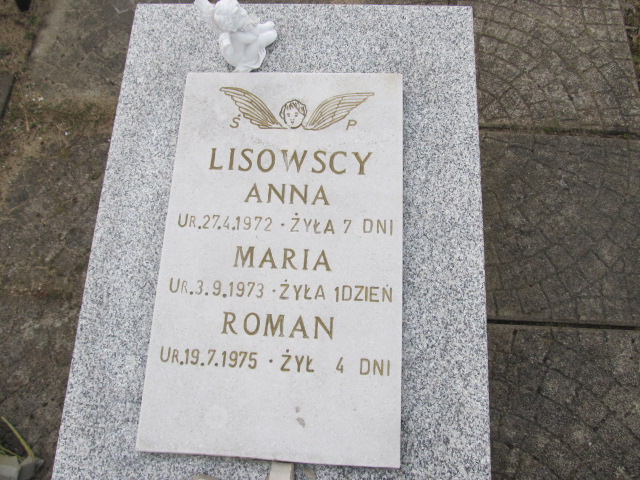 Ś P
LISOWSCY
ANNA
UR.27.4.1972 · ŻYŁA 7 DNI
MARIA
UR.3.9.1973 · ŻYŁA 1DZIEŃ
ROMAN
UR.19.7.1975 · ŻYŁ 4 DNI